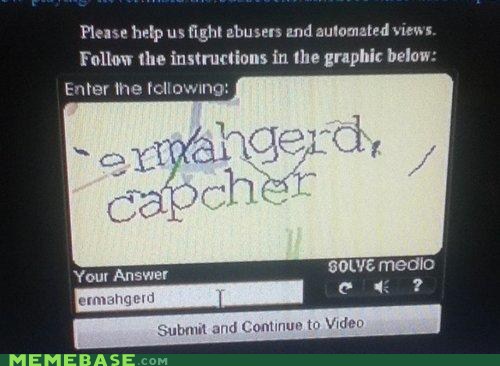 Please help us fight abusers and automated views.
Follow the instructions in the graphic below:
Enter the following:
ermahgerd,
capcher
SOLVE media
Your Answer
ermahgerd
?
Submit and Continue to Video
MEMEBASE.COM